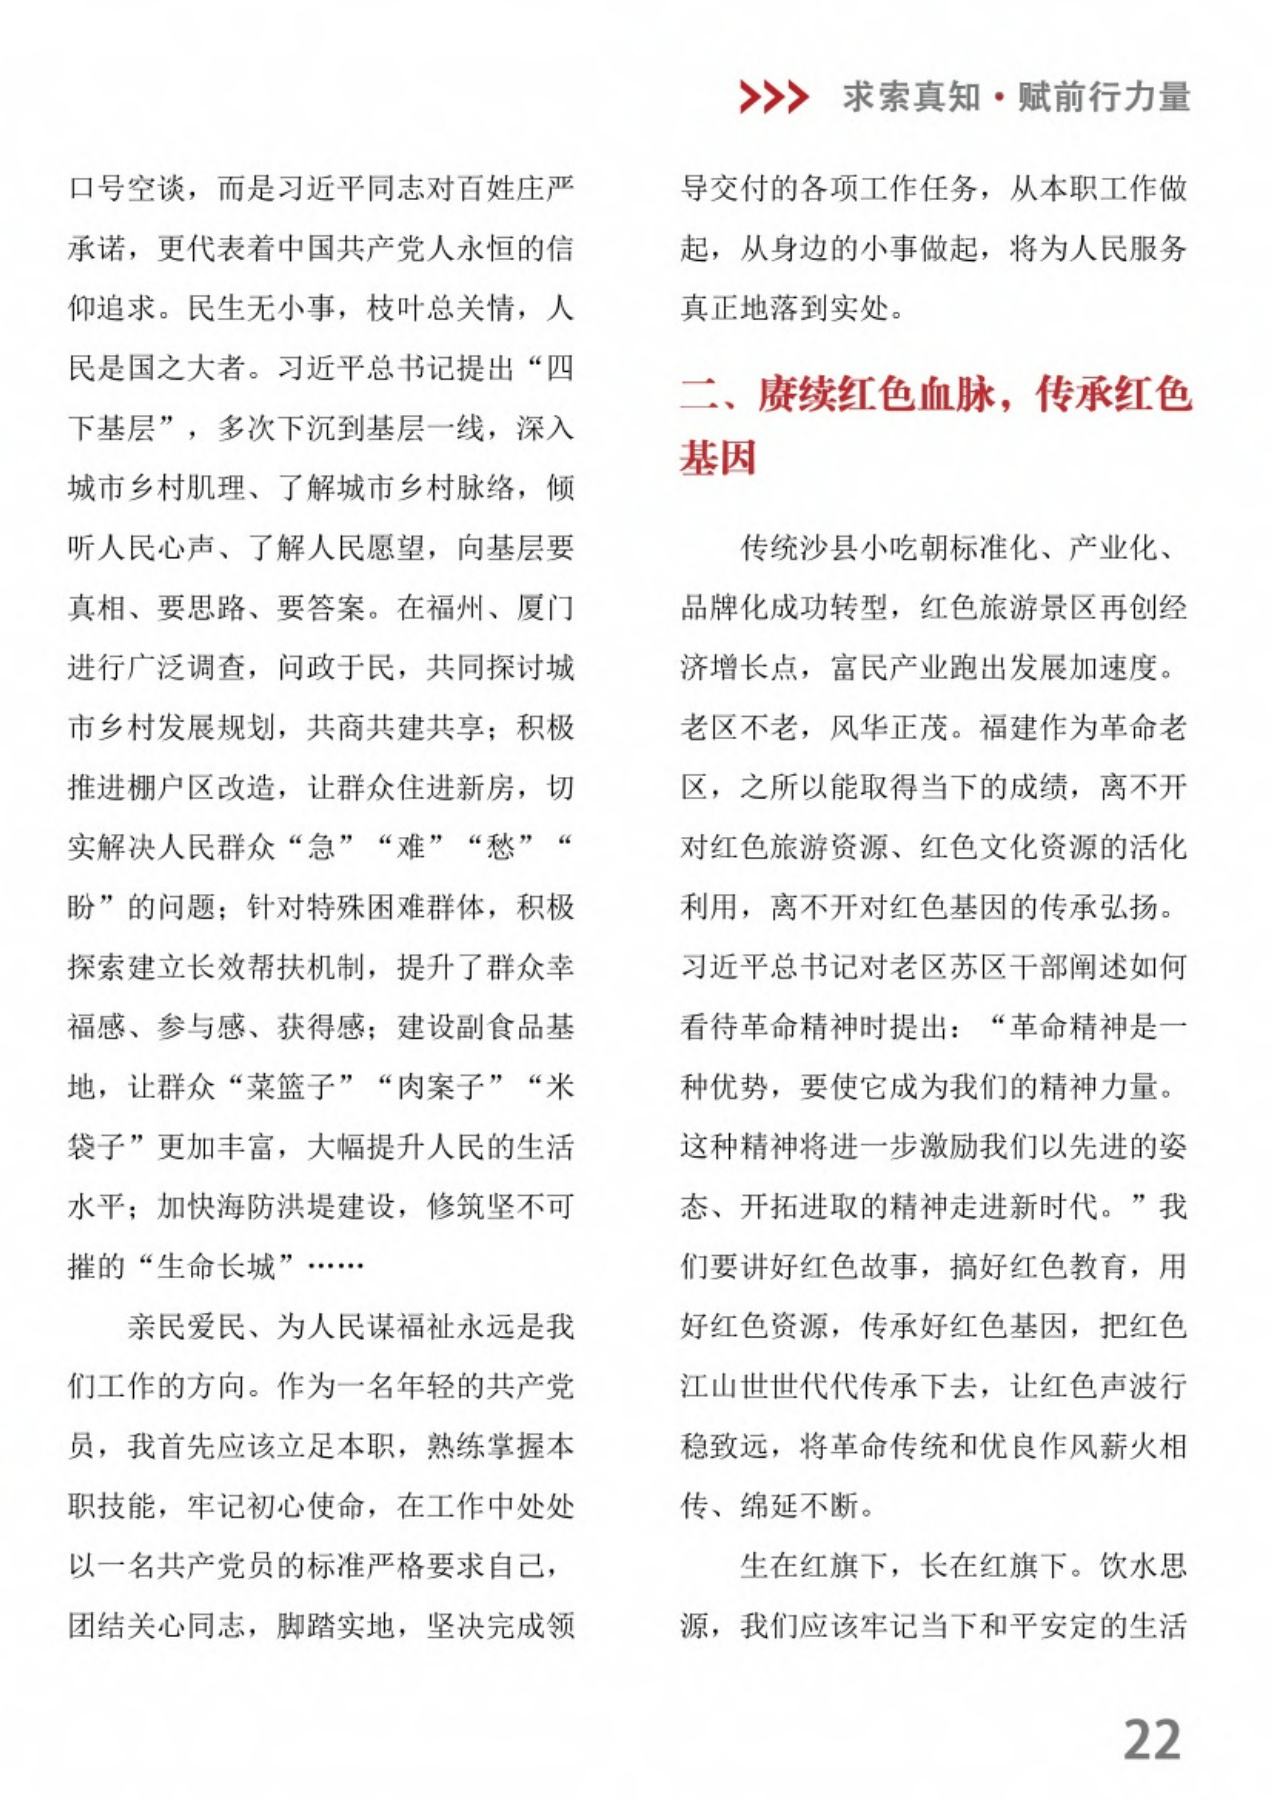 >>> 求索真知·赋前行力量
口号空谈，而是习近平同志对百姓庄严
承诺，更代表着中国共产党人永恒的信
仰追求。民生无小事，枝叶总关情，人
民是国之大者。习近平总书记提出“四
下基层”，多次下沉到基层一线，深入
城市乡村肌理、了解城市乡村脉络，倾
听人民心声、了解人民愿望，向基层要
真相、要思路、要答案。在福州、厦门
进行广泛调查，问政于民，共同探讨城
市乡村发展规划，共商共建共享；积极
推进棚户区改造，让群众住进新房，切
实解决人民群众“急”“难”“愁”“
盼”的问题；针对特殊困难群体，积极
探索建立长效帮扶机制，提升了群众幸
福感、参与感、获得感；建设副食品基
地，让群众“菜篮子”“肉案子”“米
袋子”更加丰富，大幅提升人民的生活
水平；加快海防洪堤建设，修筑坚不可
摧的“生命长城”……
亲民爱民、为人民谋福祉永远是我
们工作的方向。作为一名年轻的共产党
员，我首先应该立足本职，熟练掌握本
职技能，牢记初心使命，在工作中处处
以一名共产党员的标准严格要求自己，
团结关心同志，脚踏实地，坚决完成领
导交付的各项工作任务，从本职工作做
起，从身边的小事做起，将为人民服务
真正地落到实处。
二、赓续红色血脉，传承红色
基因
传统沙县小吃朝标准化、产业化、
品牌化成功转型，红色旅游景区再创经
济增长点，富民产业跑出发展加速度。
老区不老，风华正茂。福建作为革命老
区，之所以能取得当下的成绩，离不开
对红色旅游资源、红色文化资源的活化
利用，离不开对红色基因的传承弘扬。
习近平总书记对老区苏区干部阐述如何
看待革命精神时提出：“革命精神是一
种优势，要使它成为我们的精神力量。
这种精神将进一步激励我们以先进的姿
态、开拓进取的精神走进新时代。”我
们要讲好红色故事，搞好红色教育，用
好红色资源，传承好红色基因，把红色
江山世世代代传承下去，让红色声波行
稳致远，将革命传统和优良作风薪火相
传、绵延不断。
生在红旗下，长在红旗下。饮水思
源，我们应该牢记当下和平安定的生活
22